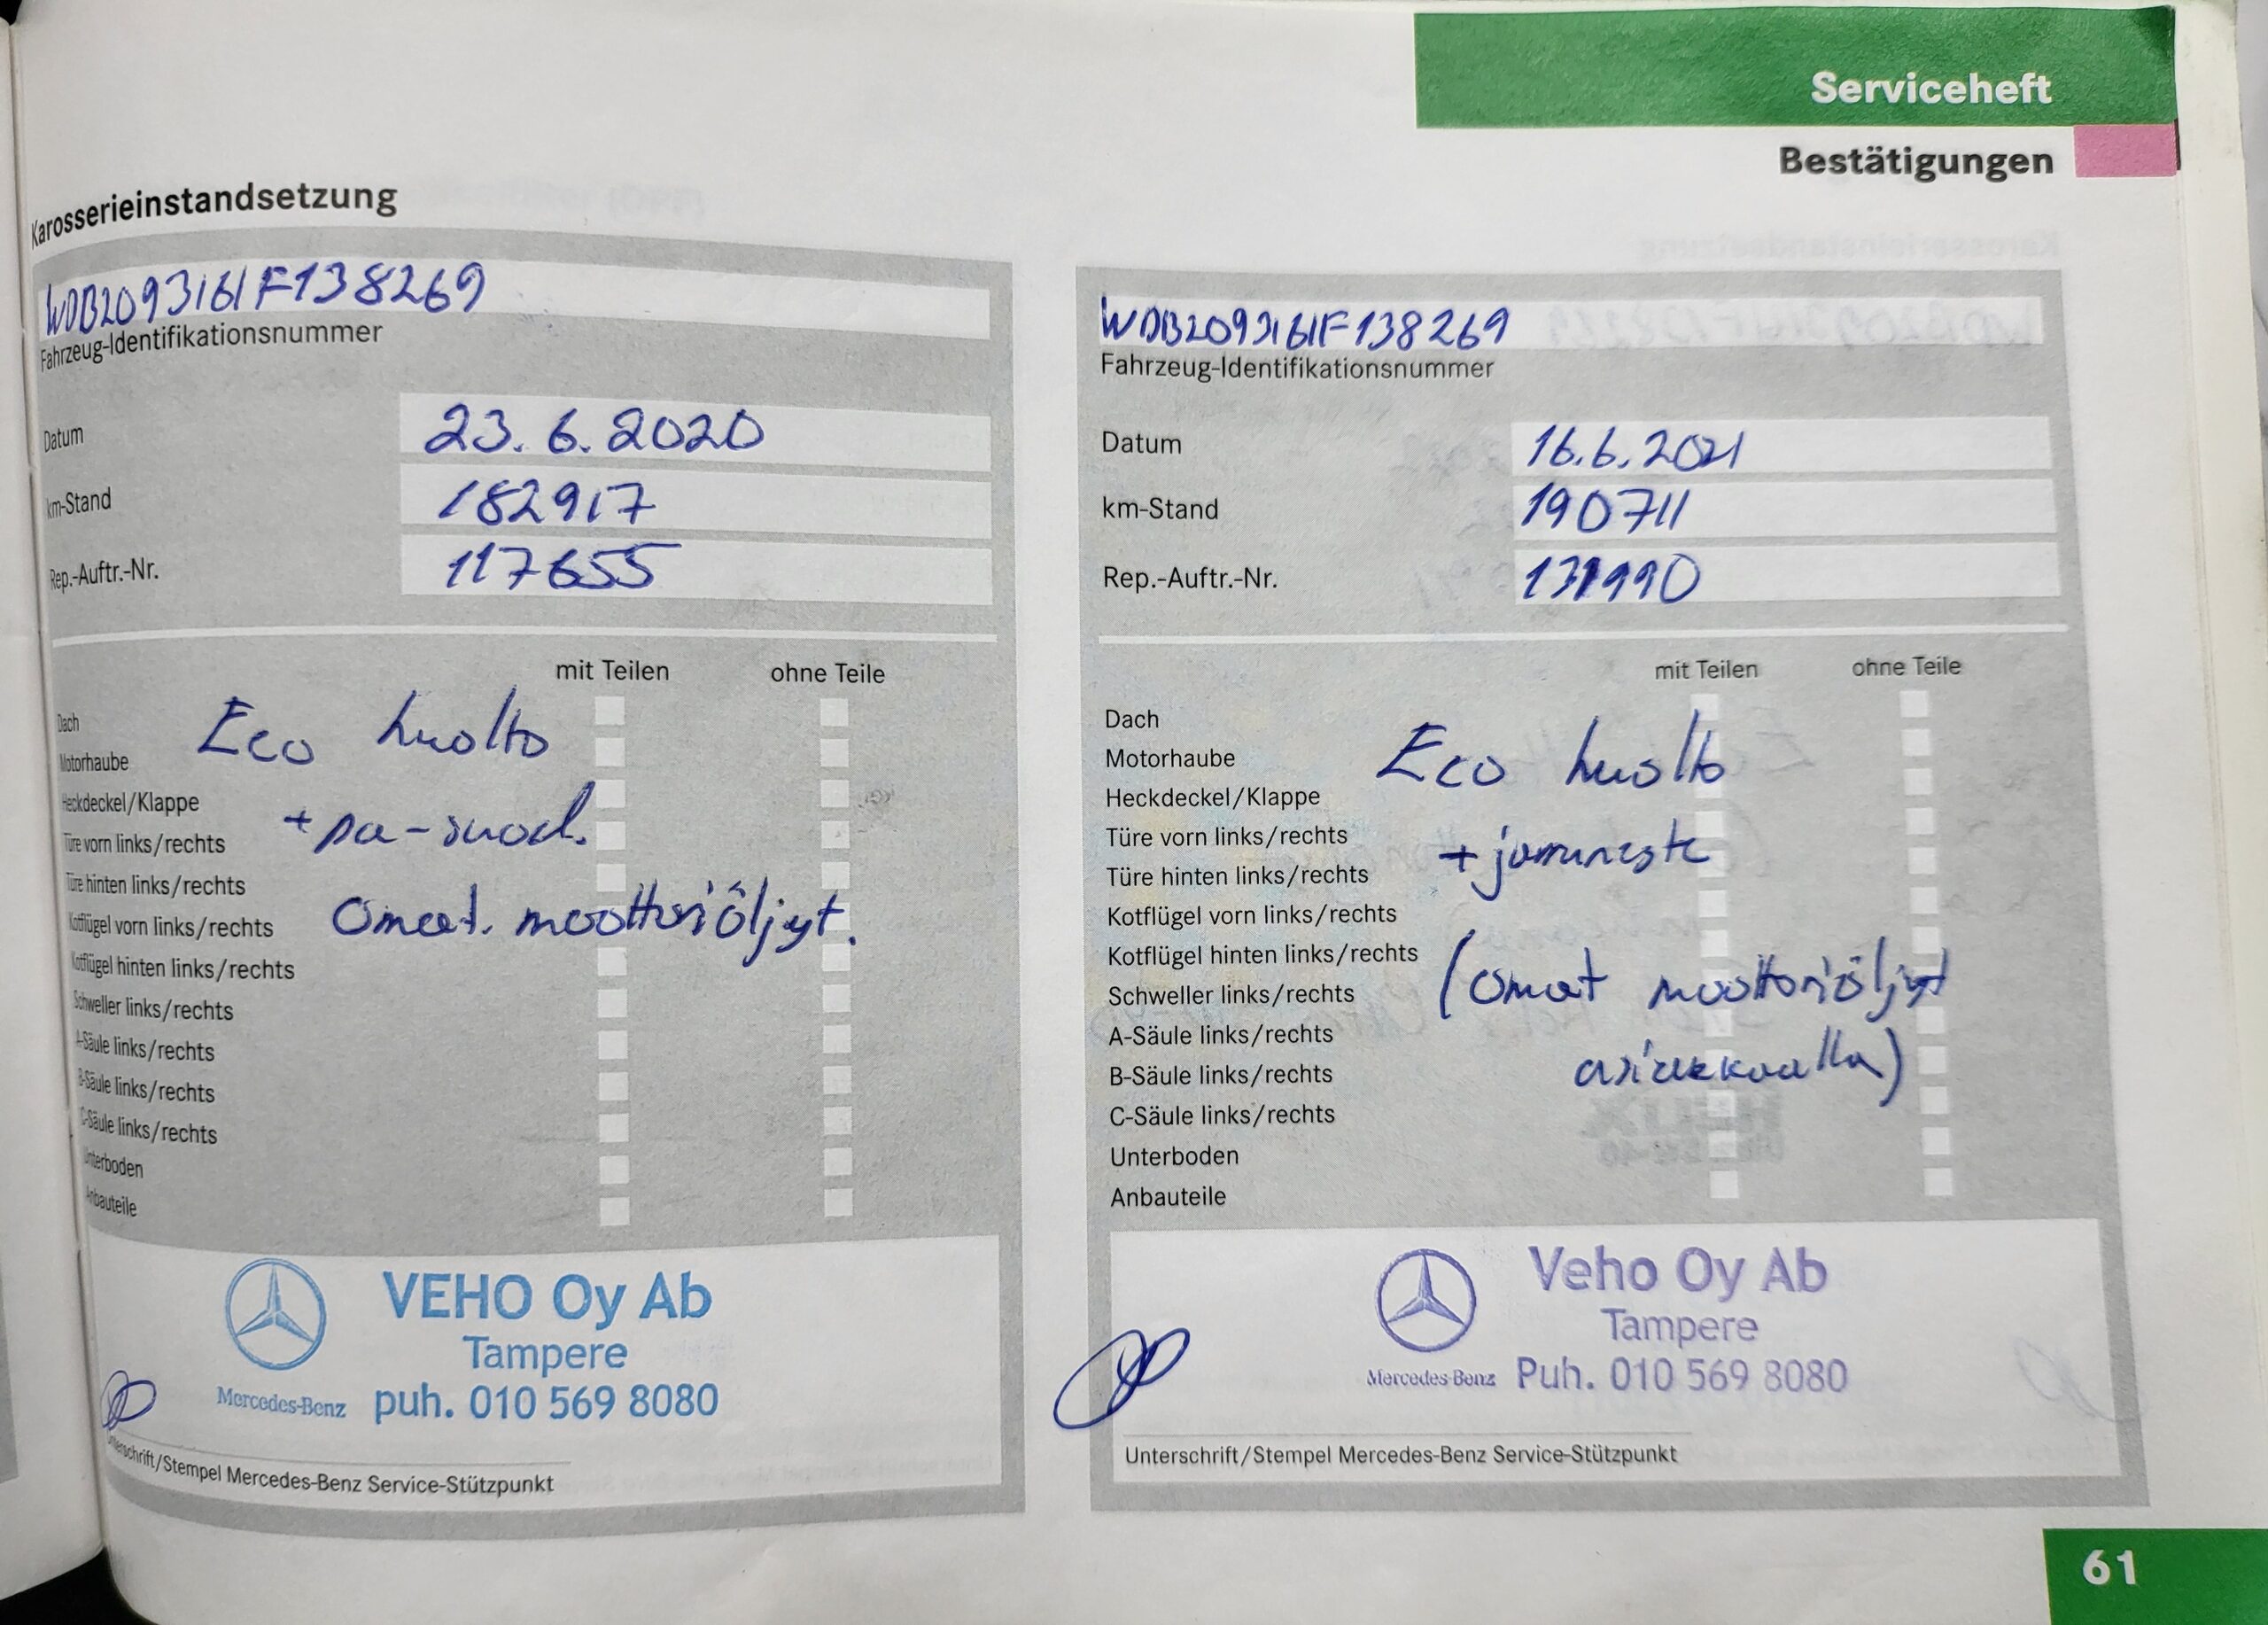 Serviceheft
Bestätigungen
Karosserieinstandsetzung
WDB2093161F138269
Fahrzeug-Identifikationsnummer
Datum 23.6.2020
km-Stand 182917
Rep.-Auftr.-Nr. 117655
mit Teilen ohne Teile
Dach
Eco huolto
Motorhaube
Heckdeckel/Klappe
+ pa-suod.
Türe vorn links/rechts
Türe hinten links/rechts
Omat. moottoriöljyt.
Kotflügel vorn links/rechts
Kotflügel hinten links/rechts
Schweller links/rechts
A-Säule links/rechts
B-Säule links/rechts
C-Säule links/rechts
Unterboden
Anbauteile
VEHO Oy Ab
Tampere
Mercedes-Benz puh. 010 569 8080
Unterschrift/Stempel Mercedes-Benz Service-Stützpunkt
WDB2093161F138269
Fahrzeug-Identifikationsnummer
Datum 16.6.2021
km-Stand 190711
Rep.-Auftr.-Nr.
mit Teilen ohne Teile
Dach
Motorhaube
Eco huolto
Heckdeckel/Klappe
Türe vorn links/rechts
+ jarruneste
Türe hinten links/rechts
Kotflügel vorn links/rechts
Kotflügel hinten links/rechts
(Omat moottoriöljyt
Schweller links/rechts
A-Säule links/rechts
asiakkaalla)
B-Säule links/rechts
C-Säule links/rechts
Unterboden
Anbauteile
Veho Oy Ab
Tampere
Mercedes-Benz Puh. 010 569 8080
Unterschrift/Stempel Mercedes-Benz Service-Stützpunkt
61